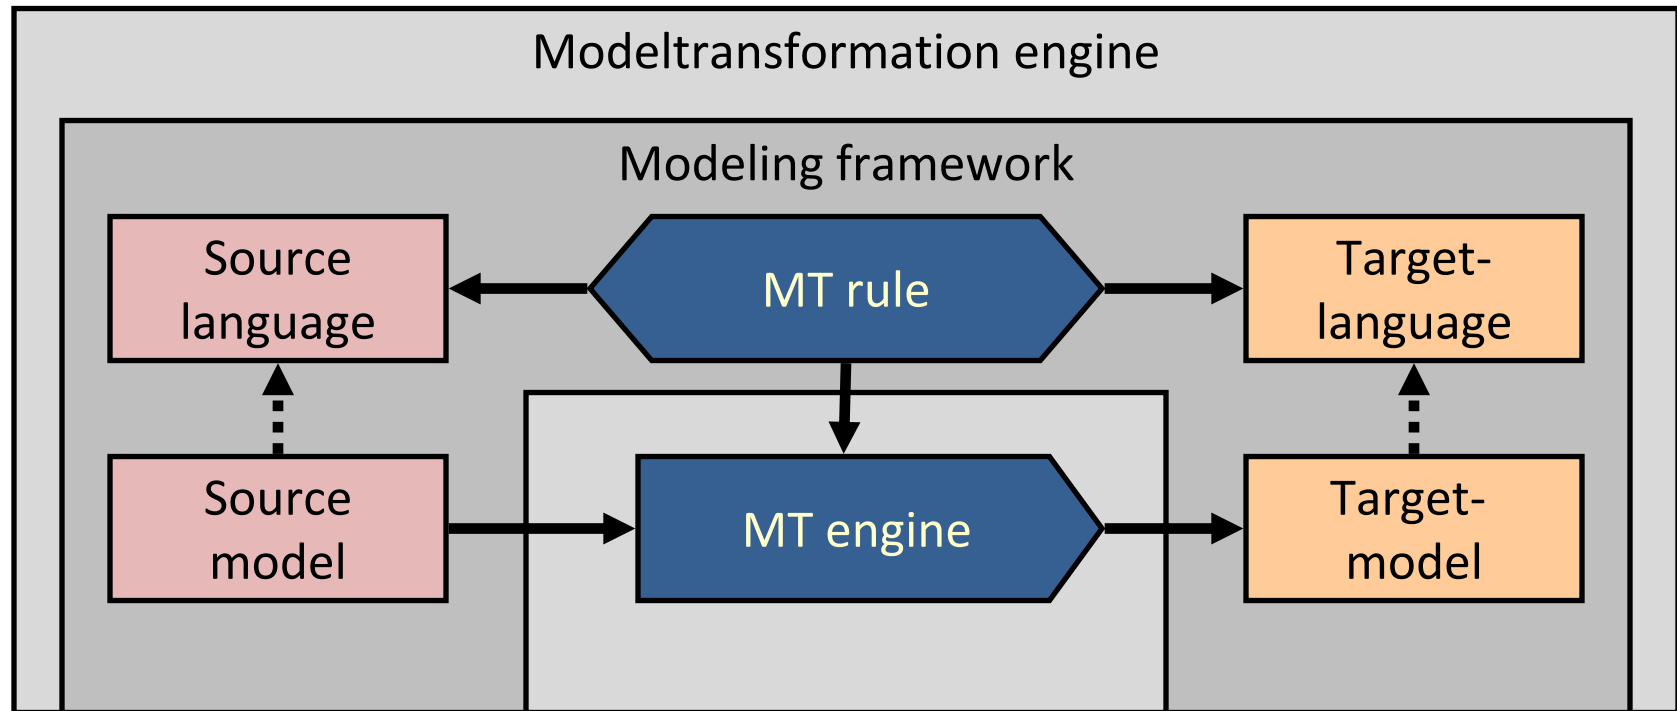 Modeltransformation engine
Modeling framework
Source
language
MT rule
Target-
language
Source
model
MT engine
Target-
model